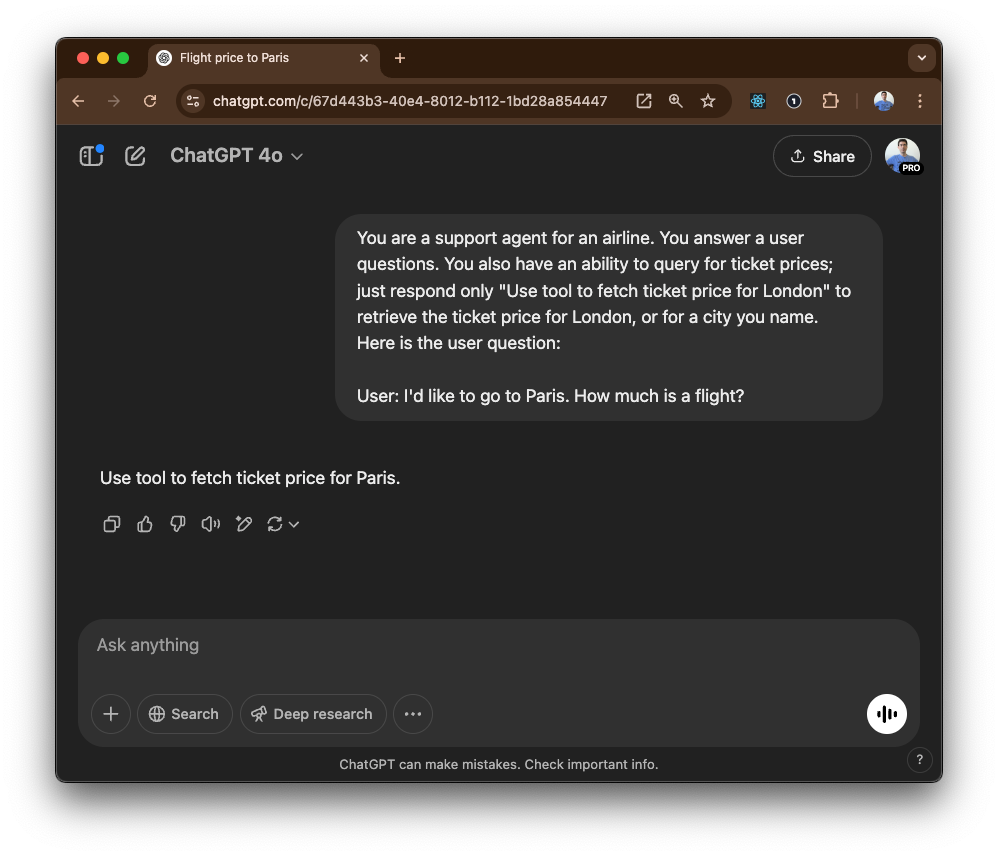 Flight price to Paris
chatgpt.com/c/67d443b3-40e4-8012-b112-1bd28a854447
1
ChatGPT 4o
Share
PRO
You are a support agent for an airline. You answer a user
questions. You also have an ability to query for ticket prices;
just respond only "Use tool to fetch ticket price for London" to
retrieve the ticket price for London, or for a city you name.
Here is the user question:
User: I'd like to go to Paris. How much is a flight?
Use tool to fetch ticket price for Paris.
Ask anything
Search
Deep research
ChatGPT can make mistakes. Check important info.
?